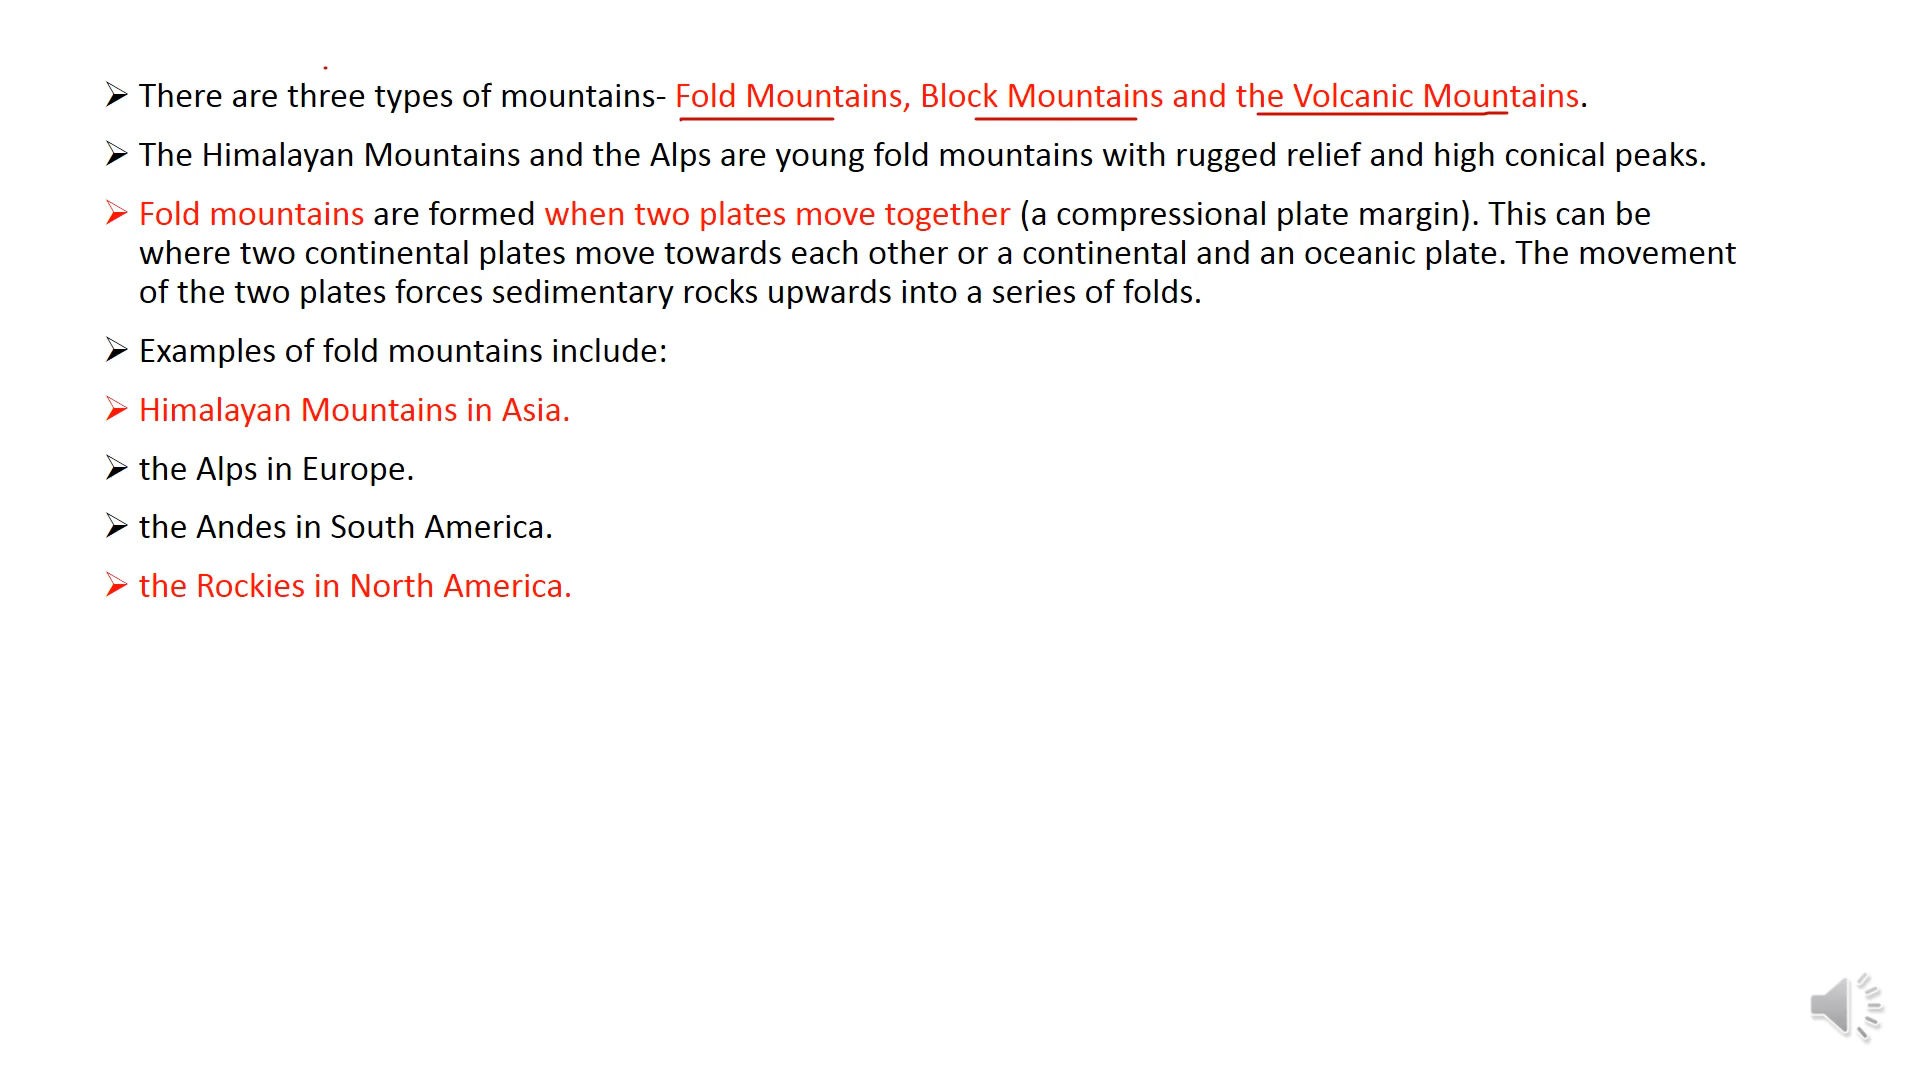 ➢ There are three types of mountains- Fold Mountains, Block Mountains and the Volcanic Mountains.
➢ The Himalayan Mountains and the Alps are young fold mountains with rugged relief and high conical peaks.
➢ Fold mountains are formed when two plates move together (a compressional plate margin). This can be
where two continental plates move towards each other or a continental and an oceanic plate. The movement
of the two plates forces sedimentary rocks upwards into a series of folds.
➢ Examples of fold mountains include:
➢ Himalayan Mountains in Asia.
➢ the Alps in Europe.
➢ the Andes in South America.
➢ the Rockies in North America.